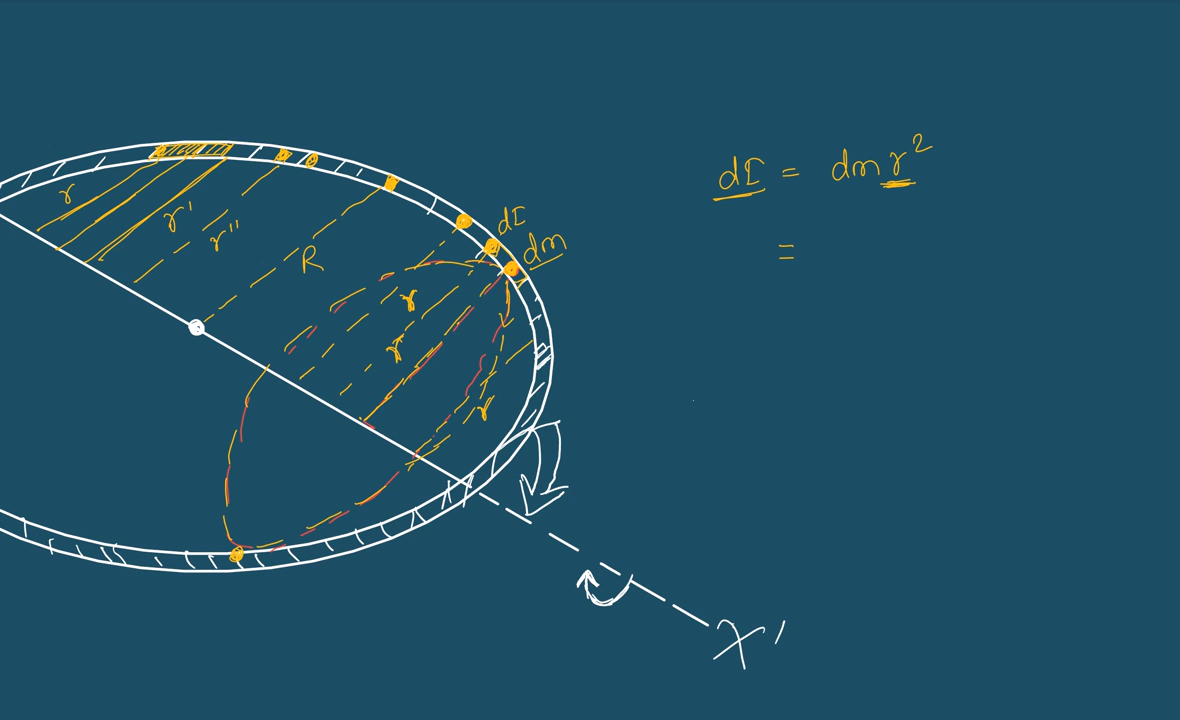 dI = dm r²
=
r
r'
r''
R
dI
dm
r
r
r
X'